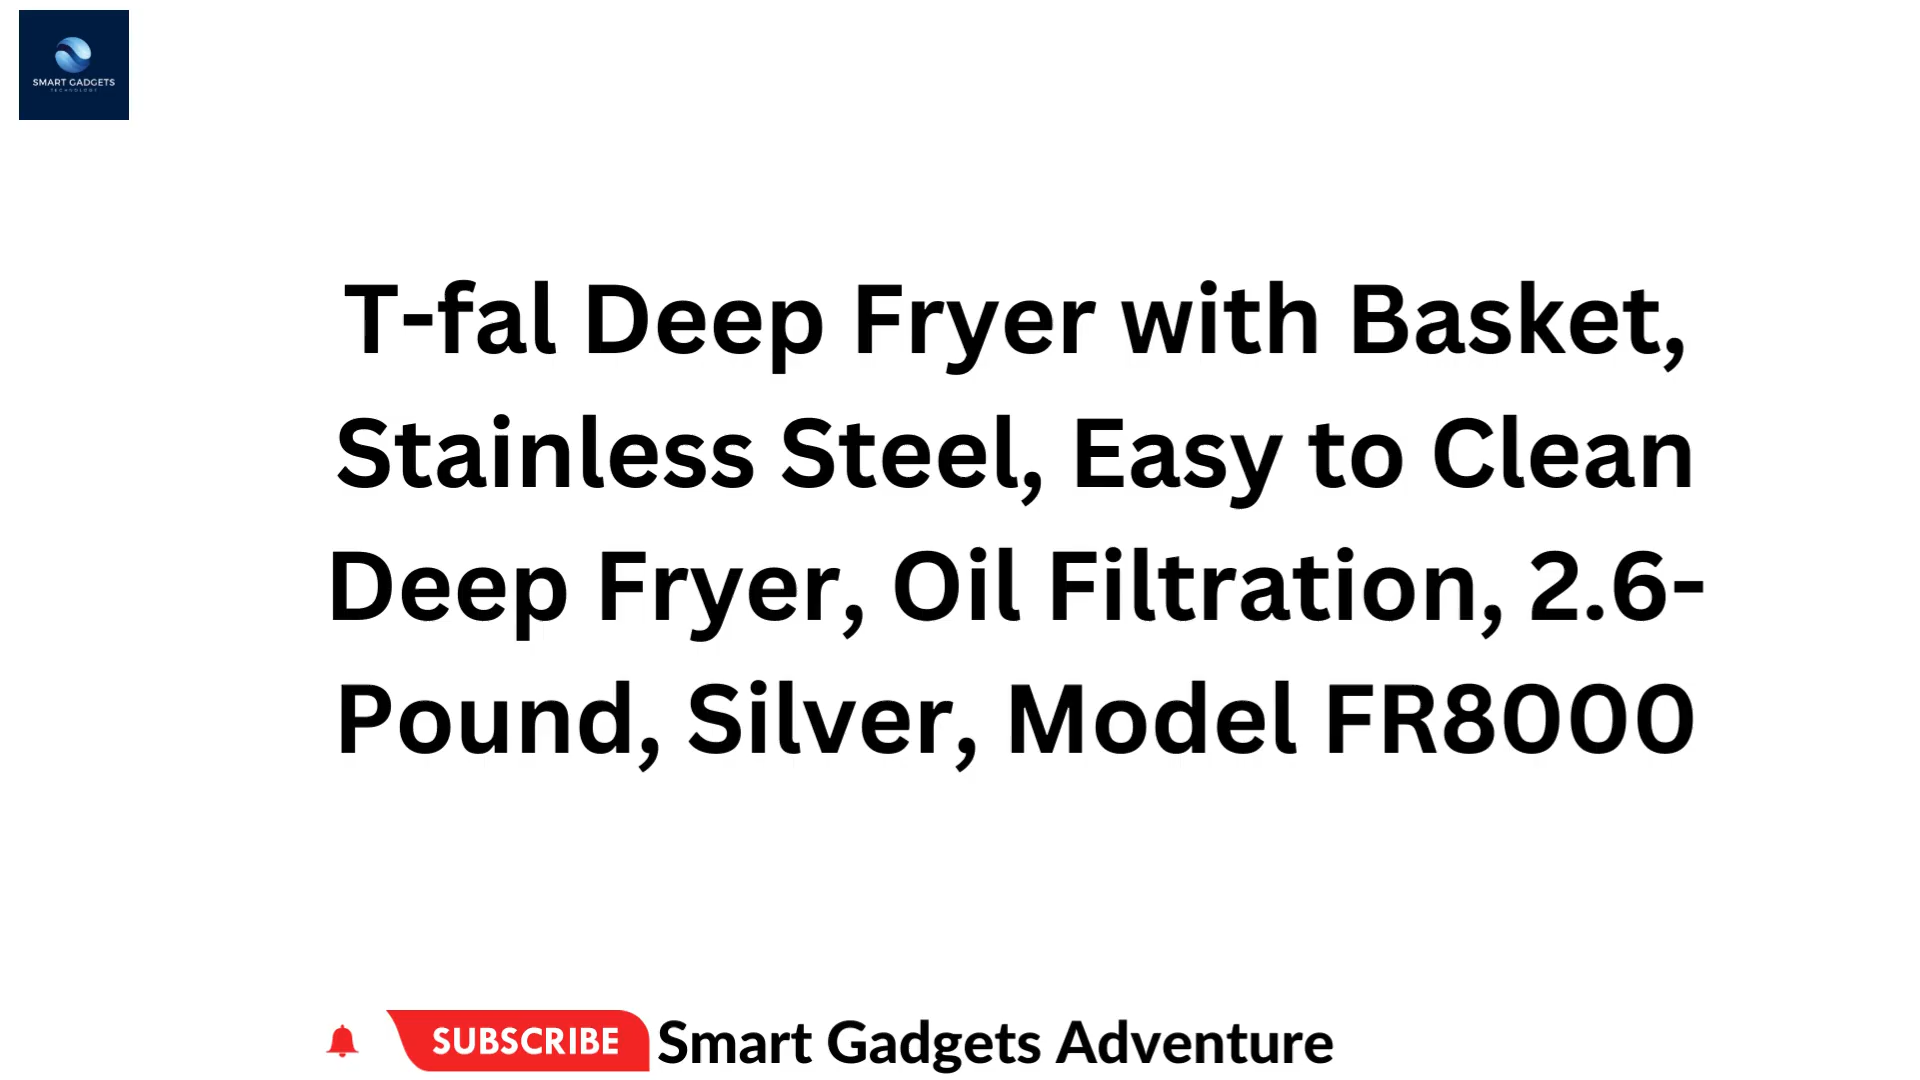 SMART GADGETS
TECHNOLOGY
T-fal Deep Fryer with Basket,
Stainless Steel, Easy to Clean
Deep Fryer, Oil Filtration, 2.6-
Pound, Silver, Model FR8000
SUBSCRIBE Smart Gadgets Adventure